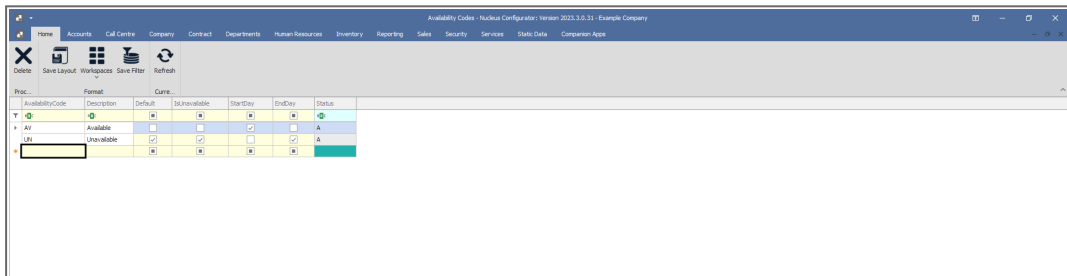 Availability Codes - Nucleus Configurator: Version 2023.3.0.31 - Example Company
Home Accounts Call Centre Company Contract Departments Human Resources Inventory Reporting Sales Security Services Static Data Companion Apps
Delete Save Layout Workspaces Save Filter Refresh
Proc... Format Curre...
AvailabilityCode Description Default IsUnavailable StartDay EndDay Status
AV Available A
UN Unavailable A